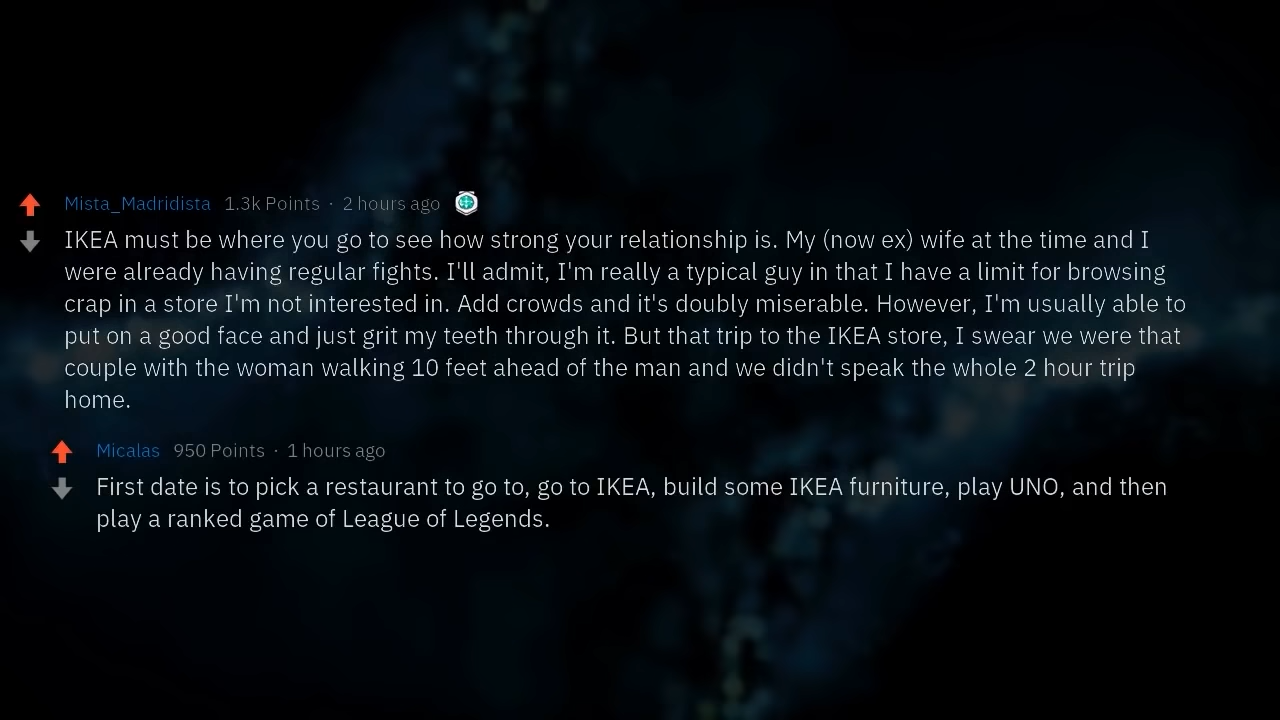 Mista_Madridista 1.3k Points · 2 hours ago
IKEA must be where you go to see how strong your relationship is. My (now ex) wife at the time and I
were already having regular fights. I'll admit, I'm really a typical guy in that I have a limit for browsing
crap in a store I'm not interested in. Add crowds and it's doubly miserable. However, I'm usually able to
put on a good face and just grit my teeth through it. But that trip to the IKEA store, I swear we were that
couple with the woman walking 10 feet ahead of the man and we didn't speak the whole 2 hour trip
home.
Micalas 950 Points · 1 hours ago
First date is to pick a restaurant to go to, go to IKEA, build some IKEA furniture, play UNO, and then
play a ranked game of League of Legends.